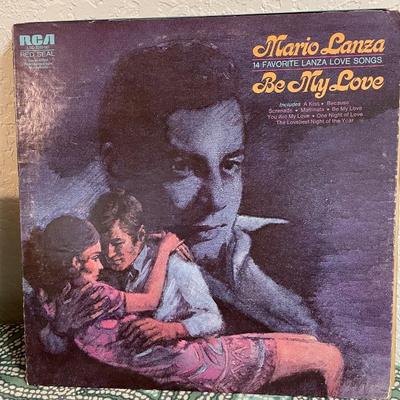 RCA
RED SEAL
Mario Lanza
14 FAVORITE LANZA LOVE SONGS
Be My Love
Includes A Kiss • Because
Serenade • Mattinata • Be My Love
You Are My Love • One Night of Love
The Loveliest Night of the Year